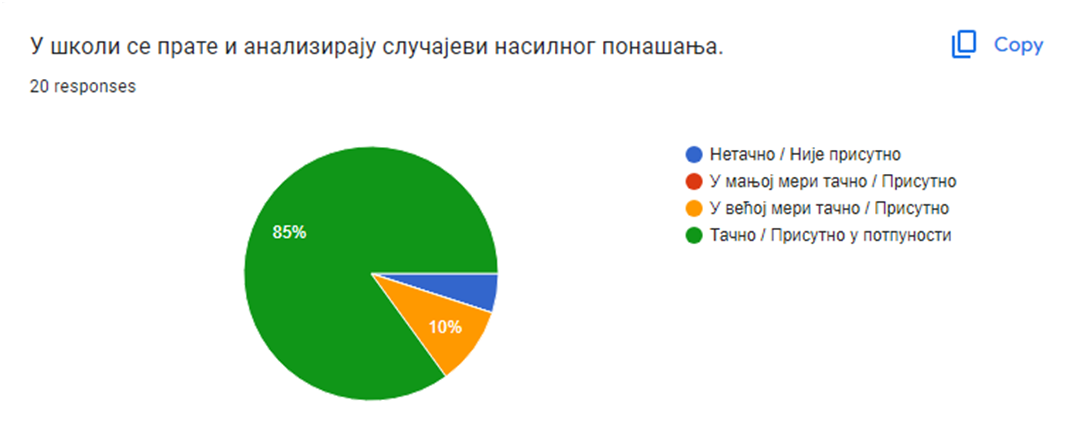 У школи се прате и анализирају случајеви насилног понашања.
Copy
20 responses
85%
10%
Нетачно / Није присутно
У мањој мери тачно / Присутно
У већој мери тачно / Присутно
Тачно / Присутно у потпуности